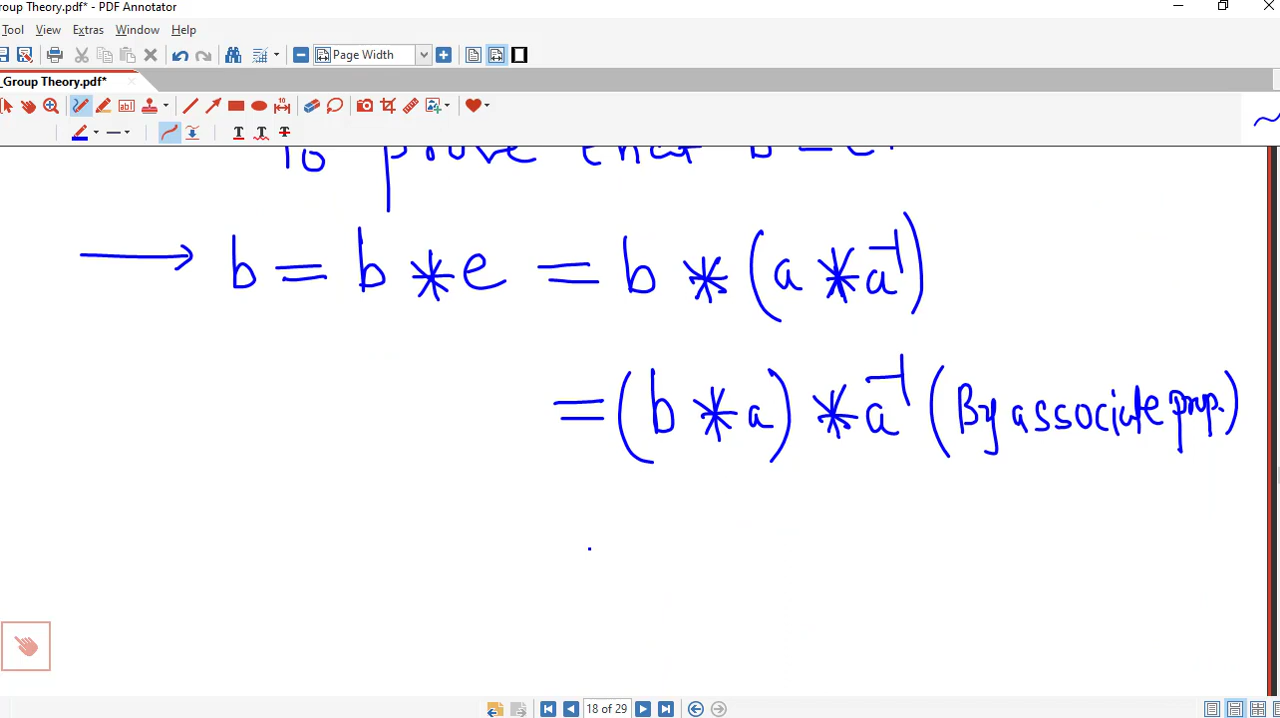 Group Theory.pdf* - PDF Annotator
Tool View Extras Window Help
Page Width
_Group Theory.pdf*
To prove that b = e.
⟶ b = b * e = b * (a * a⁻¹)
= (b * a) * a⁻¹ (By associate prop.)
18 of 29